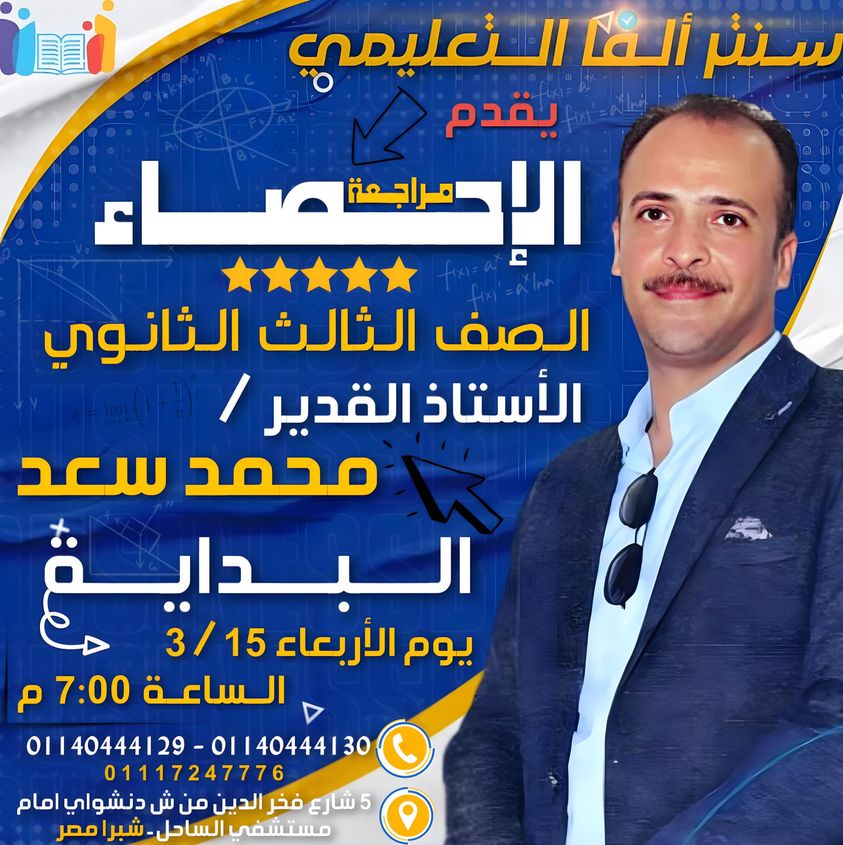 سنتر ألفا التعليمي
يقدم
مراجعة
الإحصاء
الصف الثالث الثانوي
الأستاذ القدير /
محمد سعد
البداية
يوم الأربعاء 15 / 3
الساعة 7:00 م
01140444129 - 01140444130
01117247776
5 شارع فخر الدين من ش دنشواي امام
مستشفي الساحل - شبرا مصر